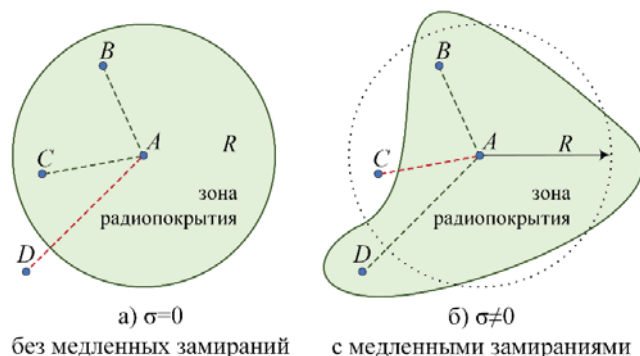 B
C
A
R
зона
радиопокрытия
D
а) σ=0
без медленных замираний
B
C
A
R
зона
радиопокрытия
D
б) σ≠0
с медленными замираниями